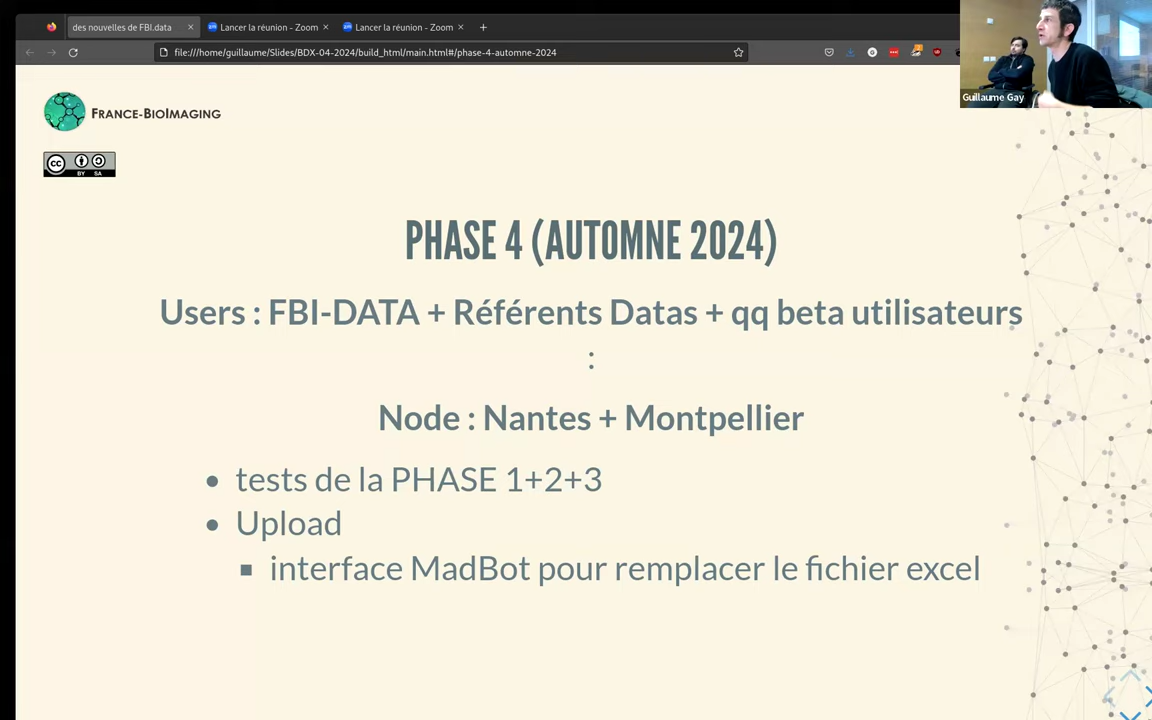 des nouvelles de FBI.data
Lancer la réunion - Zoom
Lancer la réunion - Zoom
file:///home/guillaume/Slides/BDX-04-2024/build_html/main.html#/phase-4-automne-2024
Guillaume Gay
FRANCE-BIOIMAGING
cc
BY SA
PHASE 4 (AUTOMNE 2024)
Users : FBI-DATA + Référents Datas + qq beta utilisateurs
:
Node : Nantes + Montpellier
tests de la PHASE 1+2+3
Upload
interface MadBot pour remplacer le fichier excel